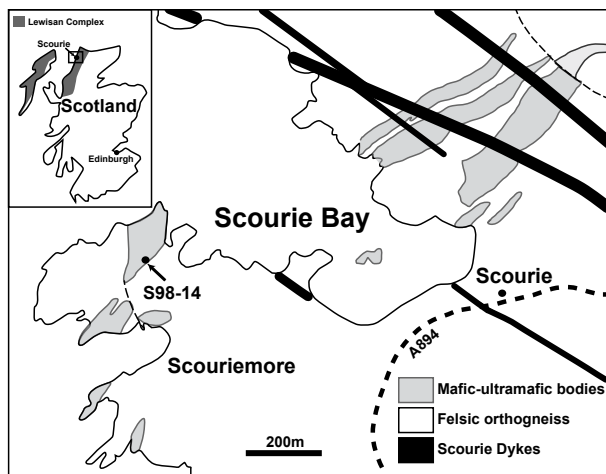 Lewisan Complex
Scourie
Scotland
Edinburgh
Scourie Bay
S98-14
Scourie
A894
Scouriemore
Mafic-ultramafic bodies
Felsic orthogneiss
Scourie Dykes
200m